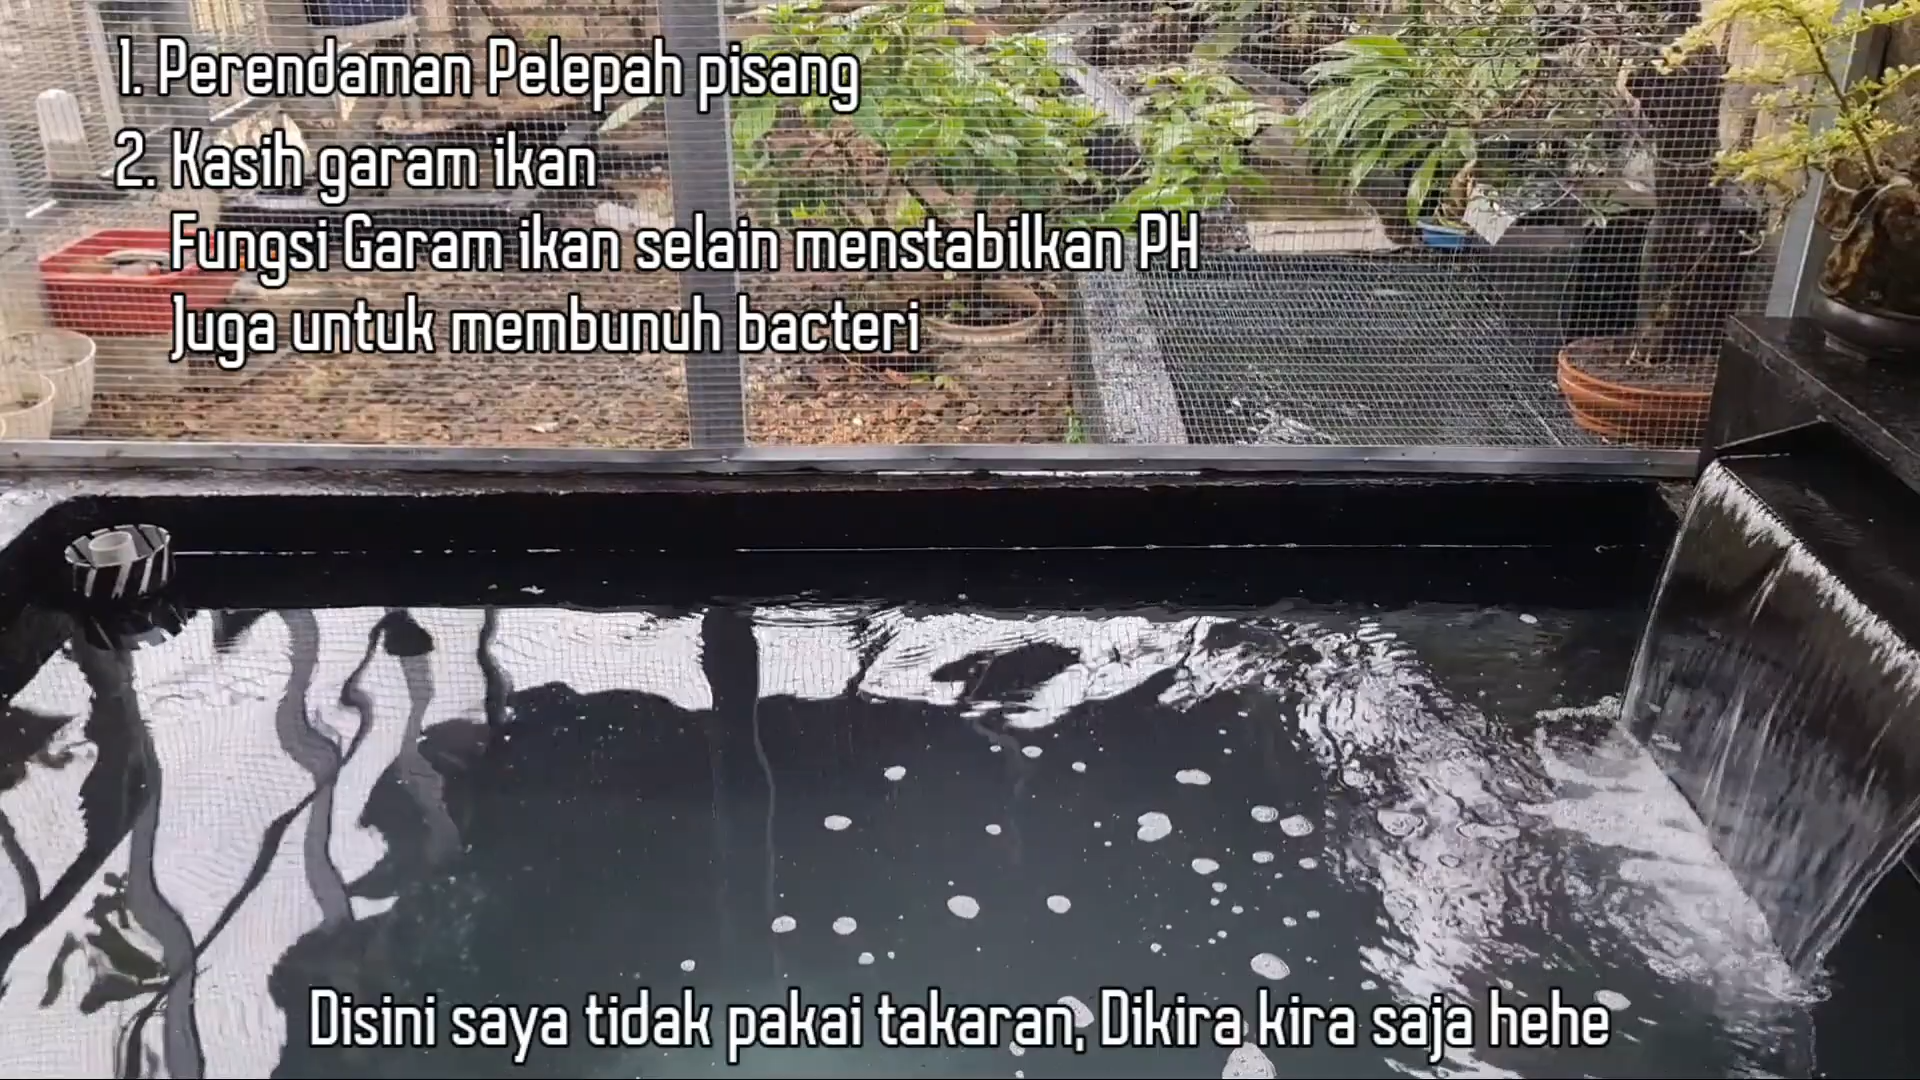 1. Perendaman Pelepah pisang
2. Kasih garam ikan
Fungsi Garam ikan selain menstabilkan PH
Juga untuk membunuh bacteri
Disini saya tidak pakai takaran, Dikira kira saja hehe